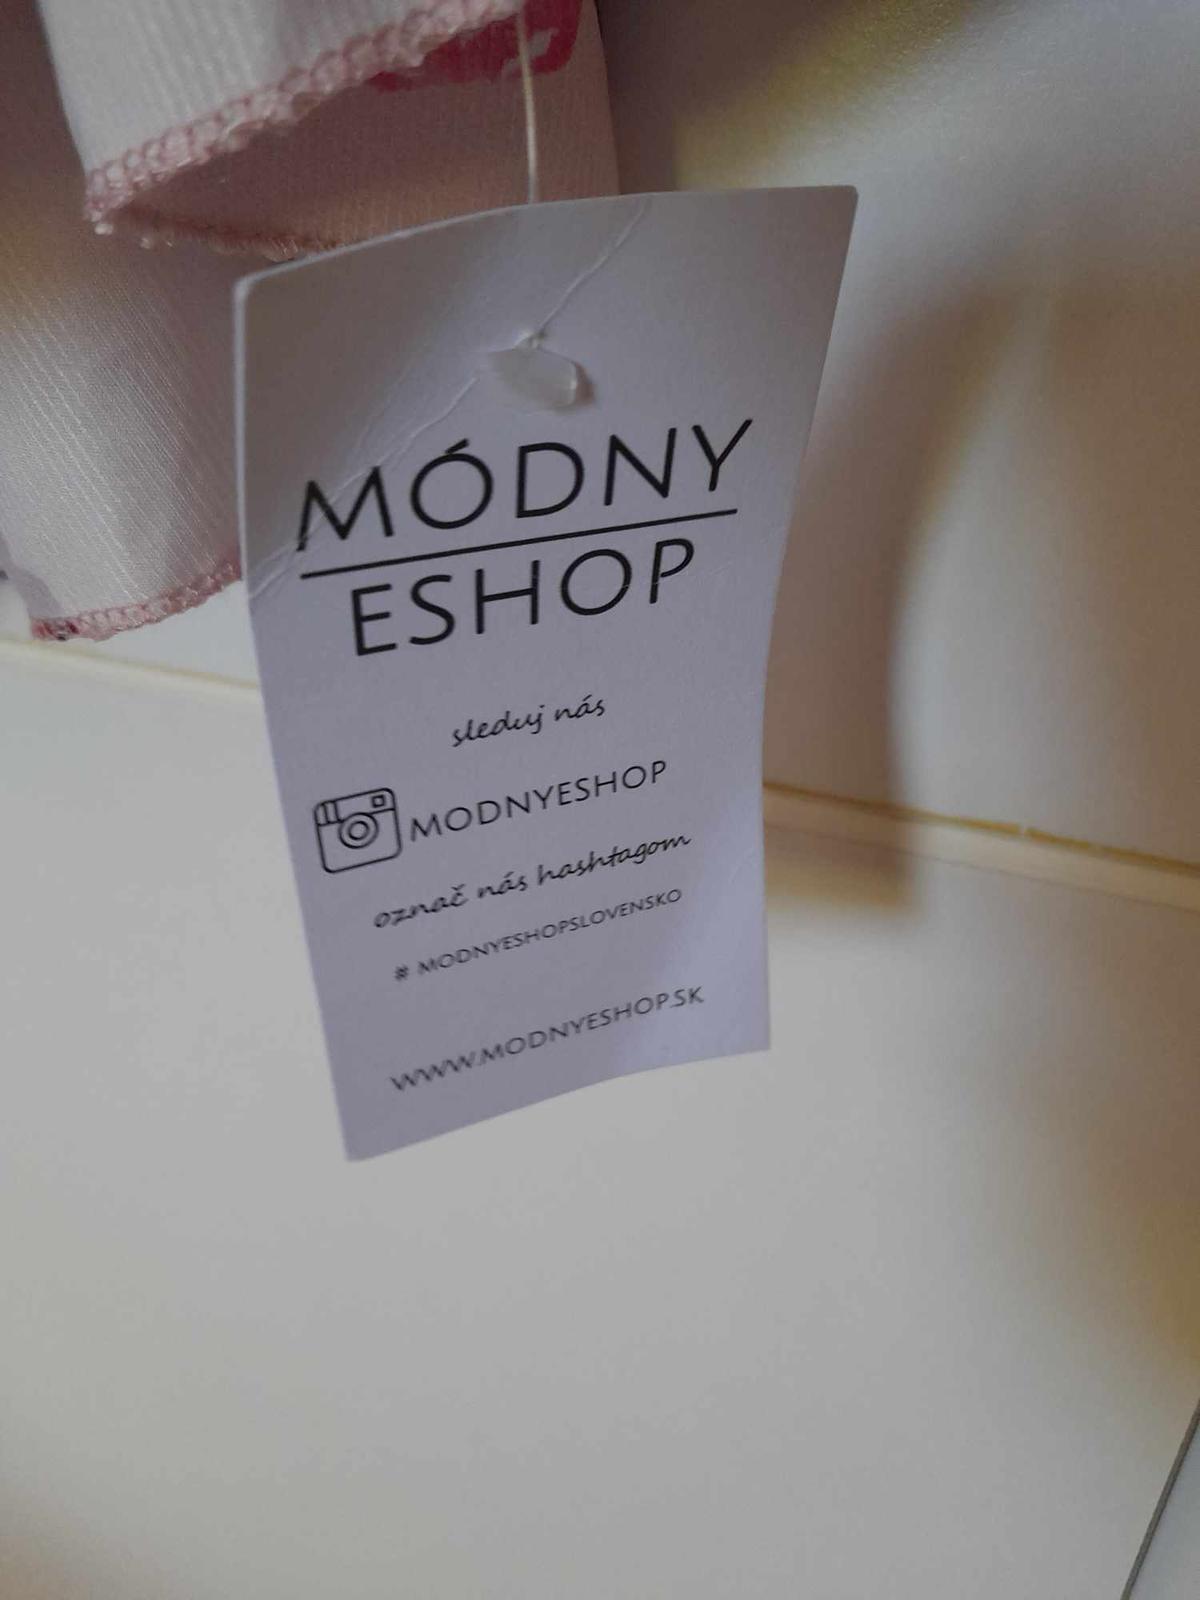 MÓDNY
ESHOP
sleduj nás
MODNYESHOP
označ nás hashtagom
# MODNYESHOPSLOVENSKO
WWW.MODNYESHOP.SK